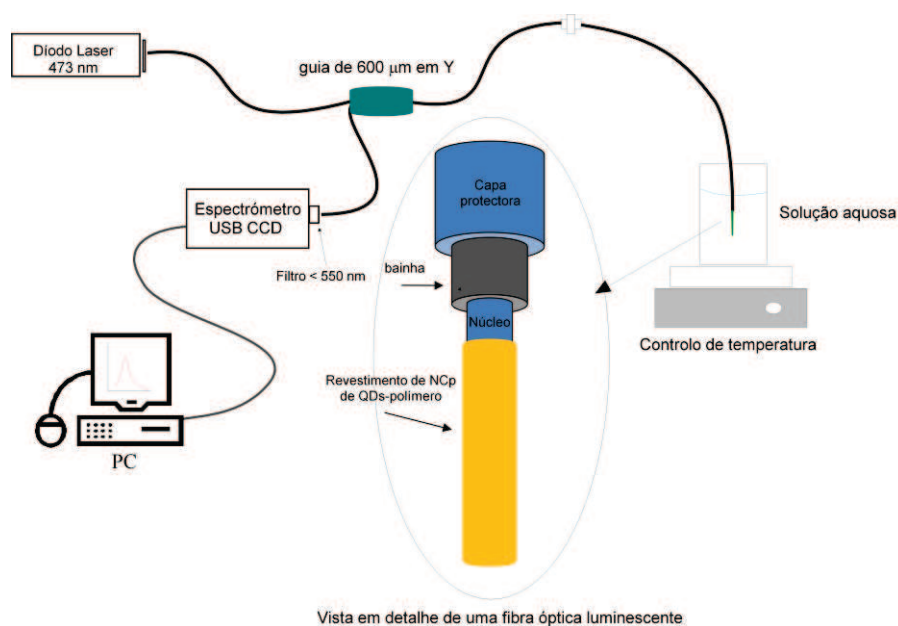 Díodo Laser
473 nm
guia de 600 µm em Y
Capa
protectora
Espectrómetro
USB CCD
Solução aquosa
Filtro < 550 nm
bainha
Núcleo
Controlo de temperatura
Revestimento de NCp
de QDs-polimero
PC
Vista em detalhe de uma fibra óptica luminescente